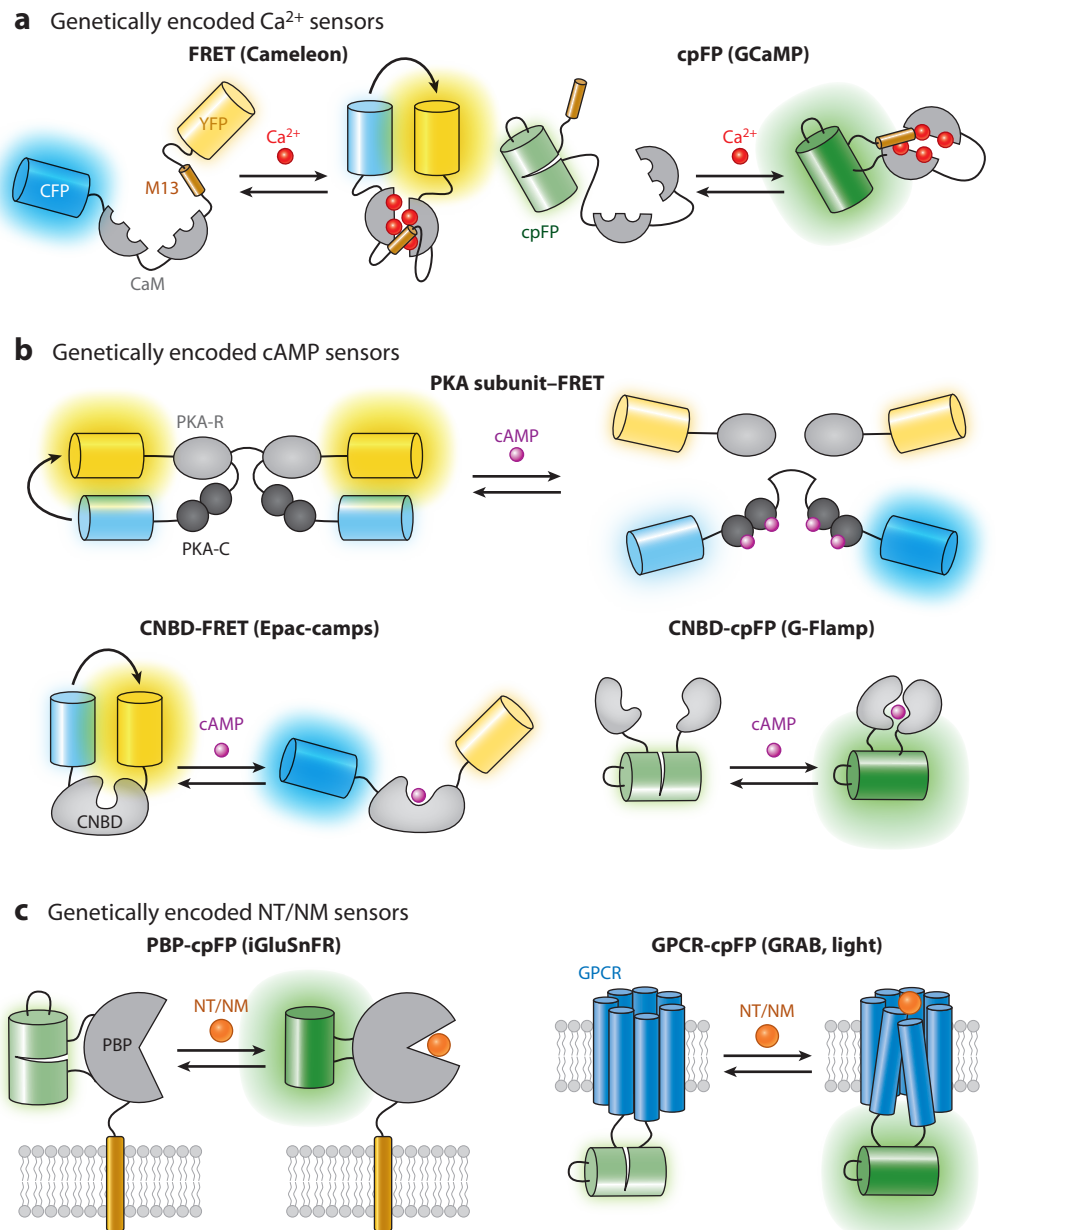 a Genetically encoded Ca²⁺ sensors
FRET (Cameleon)
cpFP (GCaMP)
YFP
Ca²⁺
Ca²⁺
CFP
M13
cpFP
CaM
b Genetically encoded cAMP sensors
PKA subunit–FRET
PKA-R
cAMP
PKA-C
CNBD-FRET (Epac-camps)
CNBD-cpFP (G-Flamp)
cAMP
cAMP
CNBD
c Genetically encoded NT/NM sensors
PBP-cpFP (iGluSnFR)
GPCR-cpFP (GRAB, light)
GPCR
NT/NM
NT/NM
PBP